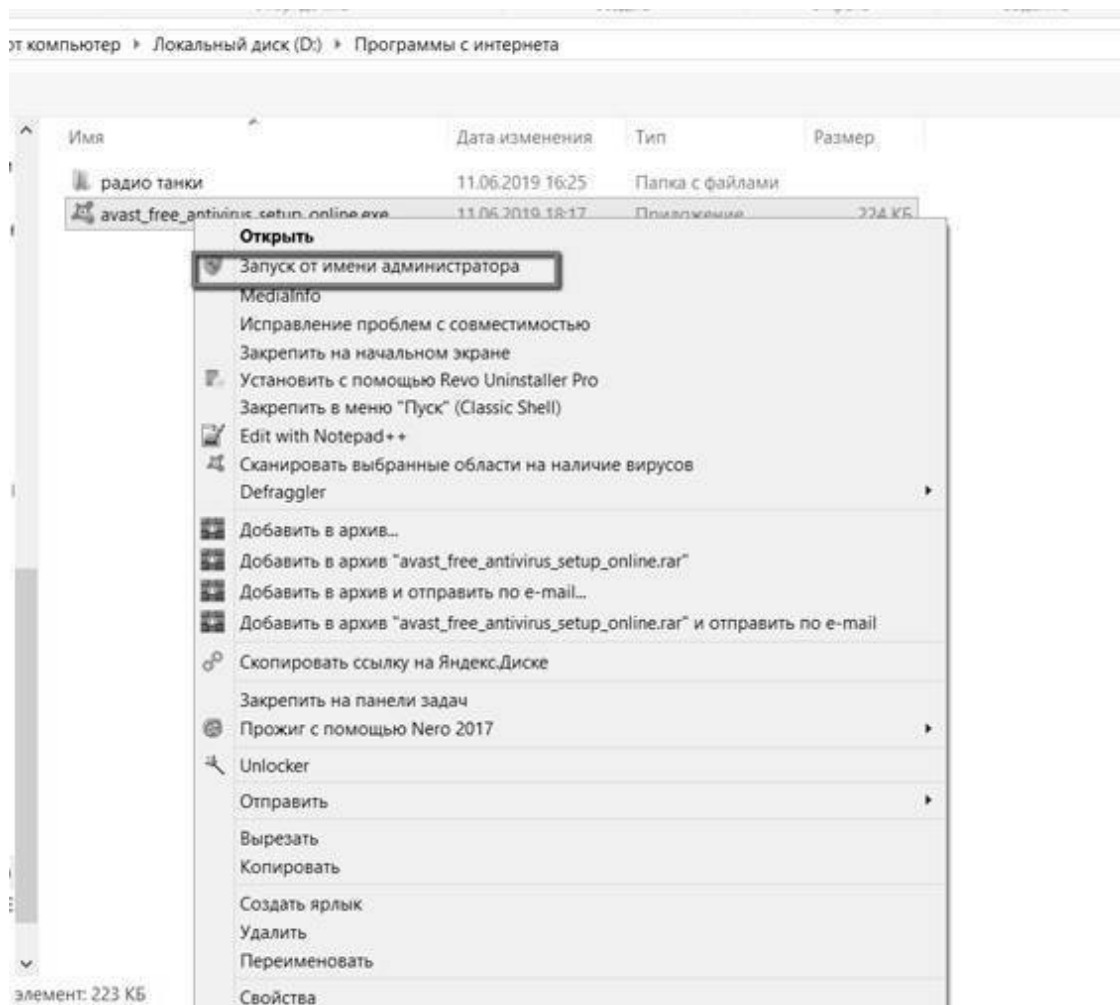 от компьютер ▸ Локальный диск (D:) ▸ Программы с интернета
Имя Дата изменения Тип Размер
радио танки 11.06.2019 16:25 Папка с файлами
avast_free_antivirus_setup_online.exe 11.06.2019 18:17 Приложение 224 КБ
Открыть
Запуск от имени администратора
MediaInfo
Исправление проблем с совместимостью
Закрепить на начальном экране
Установить с помощью Revo Uninstaller Pro
Закрепить в меню "Пуск" (Classic Shell)
Edit with Notepad++
Сканировать выбранные области на наличие вирусов
Defraggler
Добавить в архив...
Добавить в архив "avast_free_antivirus_setup_online.rar"
Добавить в архив и отправить по e-mail...
Добавить в архив "avast_free_antivirus_setup_online.rar" и отправить по e-mail
Скопировать ссылку на Яндекс.Диске
Закрепить на панели задач
Прожиг с помощью Nero 2017
Unlocker
Отправить
Вырезать
Копировать
Создать ярлык
Удалить
Переименовать
Свойства
элемент: 223 КБ